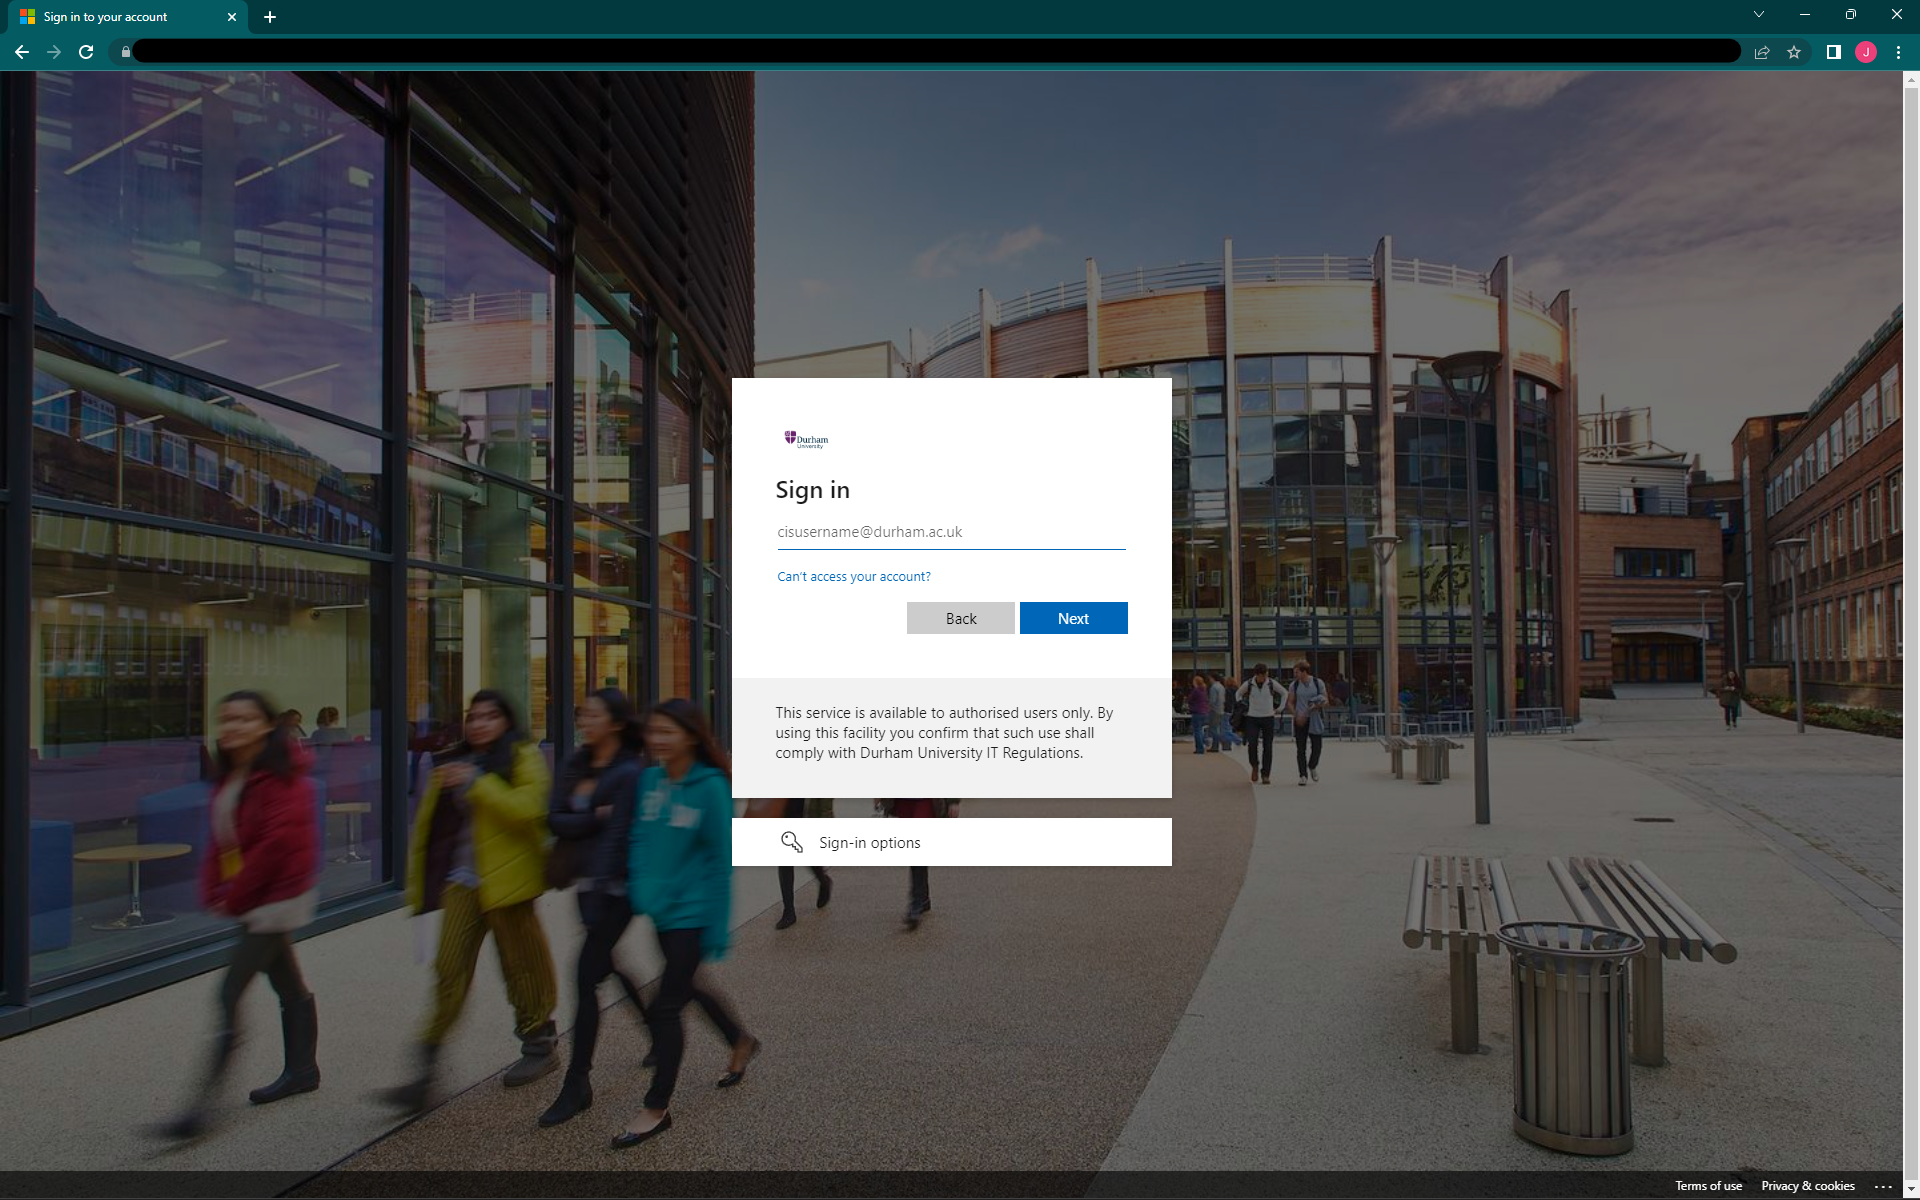 Sign in to your account
J
Durham
University
Sign in
cisusername@durham.ac.uk
Can't access your account?
Back
Next
This service is available to authorised users only. By
using this facility you confirm that such use shall
comply with Durham University IT Regulations.
Sign-in options
Terms of use
Privacy & cookies